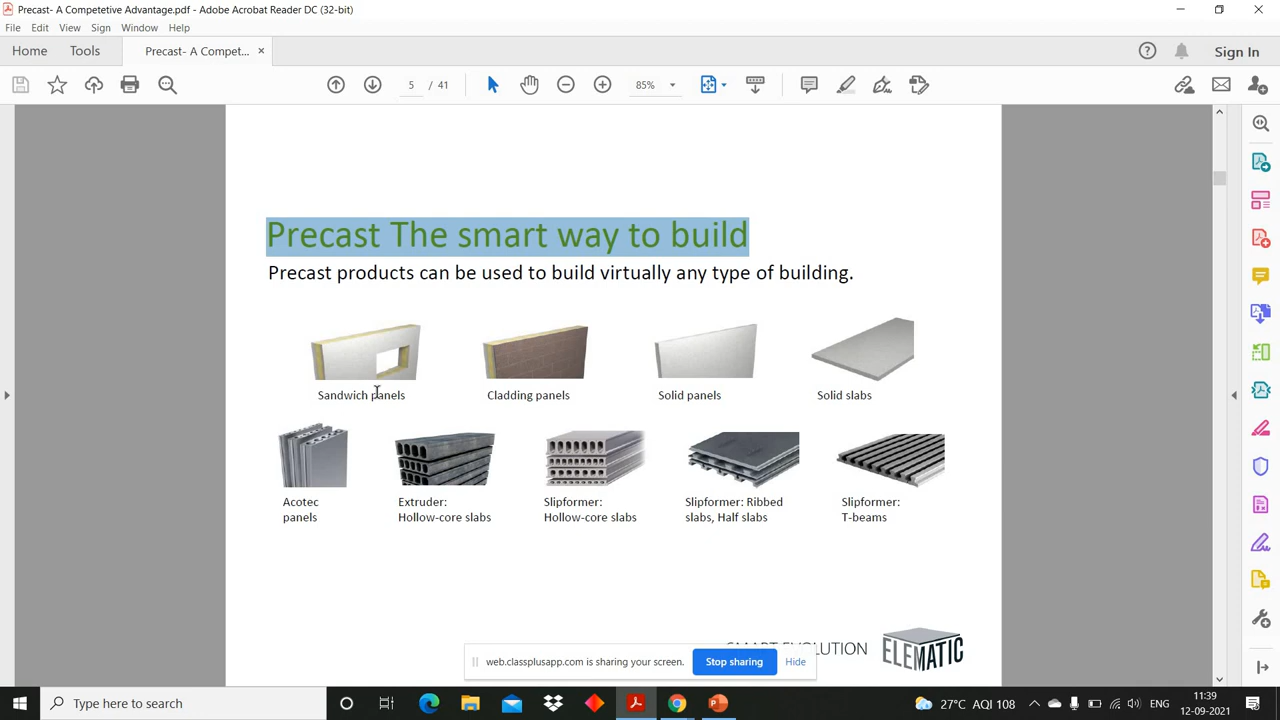 Precast- A Competetive Advantage.pdf - Adobe Acrobat Reader DC (32-bit)
File Edit View Sign Window Help
Home Tools Precast- A Compet... × Sign In
5 / 41 85%
Precast The smart way to build
Precast products can be used to build virtually any type of building.
Sandwich panels Cladding panels Solid panels Solid slabs
Acotec panels
Extruder: Hollow-core slabs
Slipformer: Hollow-core slabs
Slipformer: Ribbed slabs, Half slabs
Slipformer: T-beams
EVOLUTION ELEMATIC
web.classplusapp.com is sharing your screen. Stop sharing Hide
Type here to search 27°C AQI 108 ENG 11:39
12-09-2021